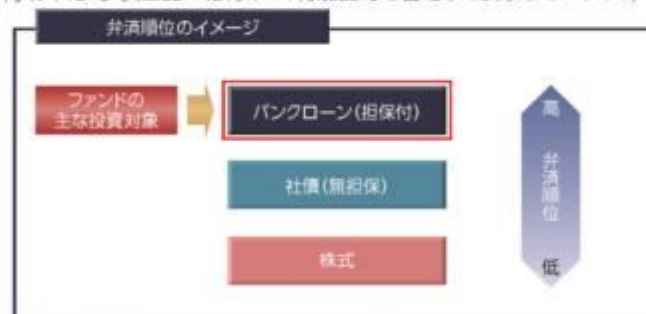 弁済順位のイメージ
ファンドの
主な投資対象
バンクローン(担保付)
社債(無担保)
株式
高
弁済順位
低